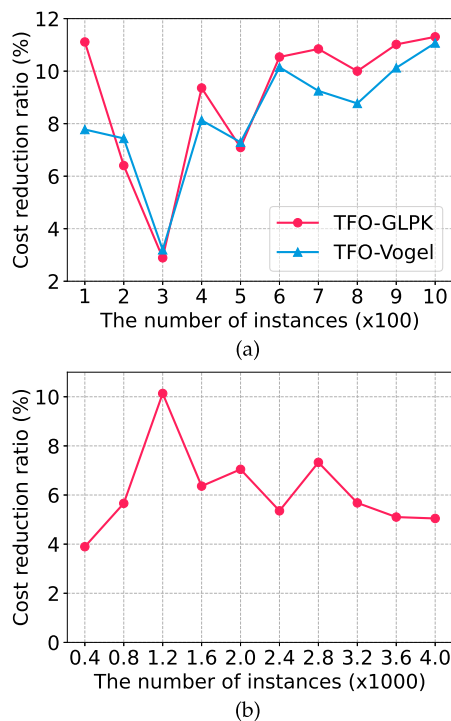 12
10
8
6
4
2
Cost reduction ratio (%)
TFO-GLPK
TFO-Vogel
1 2 3 4 5 6 7 8 9 10
The number of instances (x100)
(a)
10
8
6
4
2
0
Cost reduction ratio (%)
0.4 0.8 1.2 1.6 2.0 2.4 2.8 3.2 3.6 4.0
The number of instances (x1000)
(b)